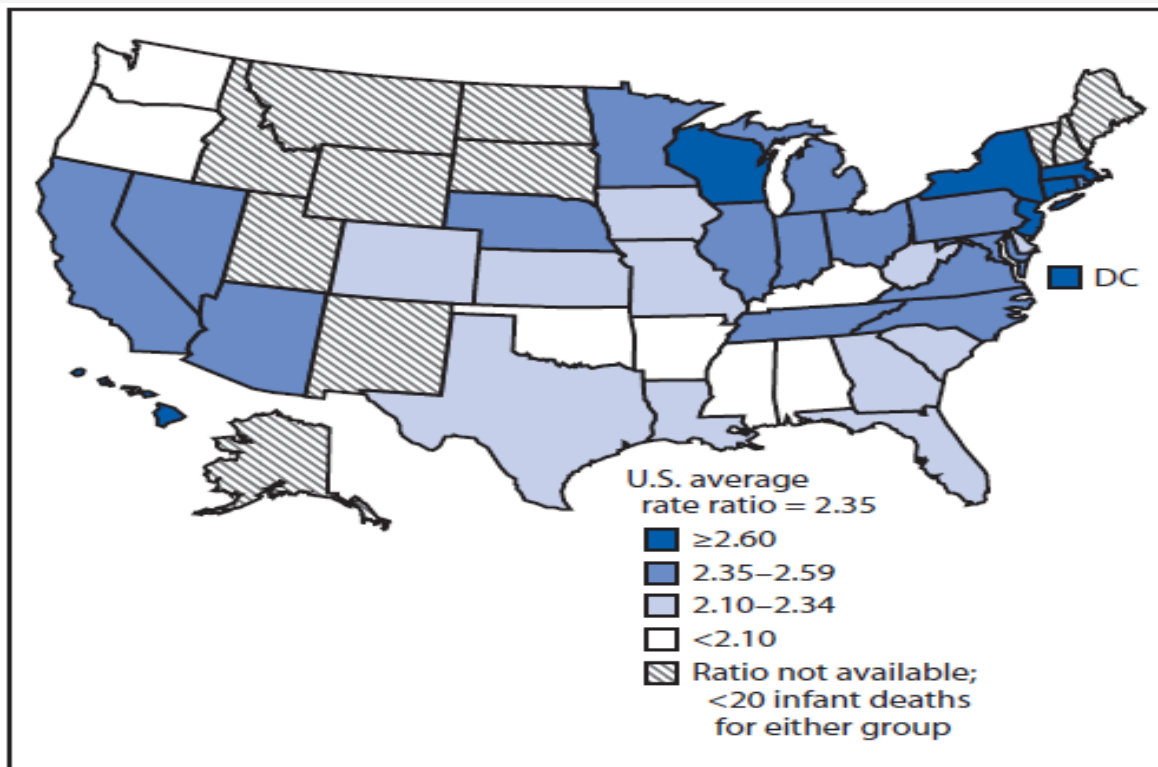 DC
U.S. average
rate ratio = 2.35
≥2.60
2.35–2.59
2.10–2.34
<2.10
Ratio not available;
<20 infant deaths
for either group